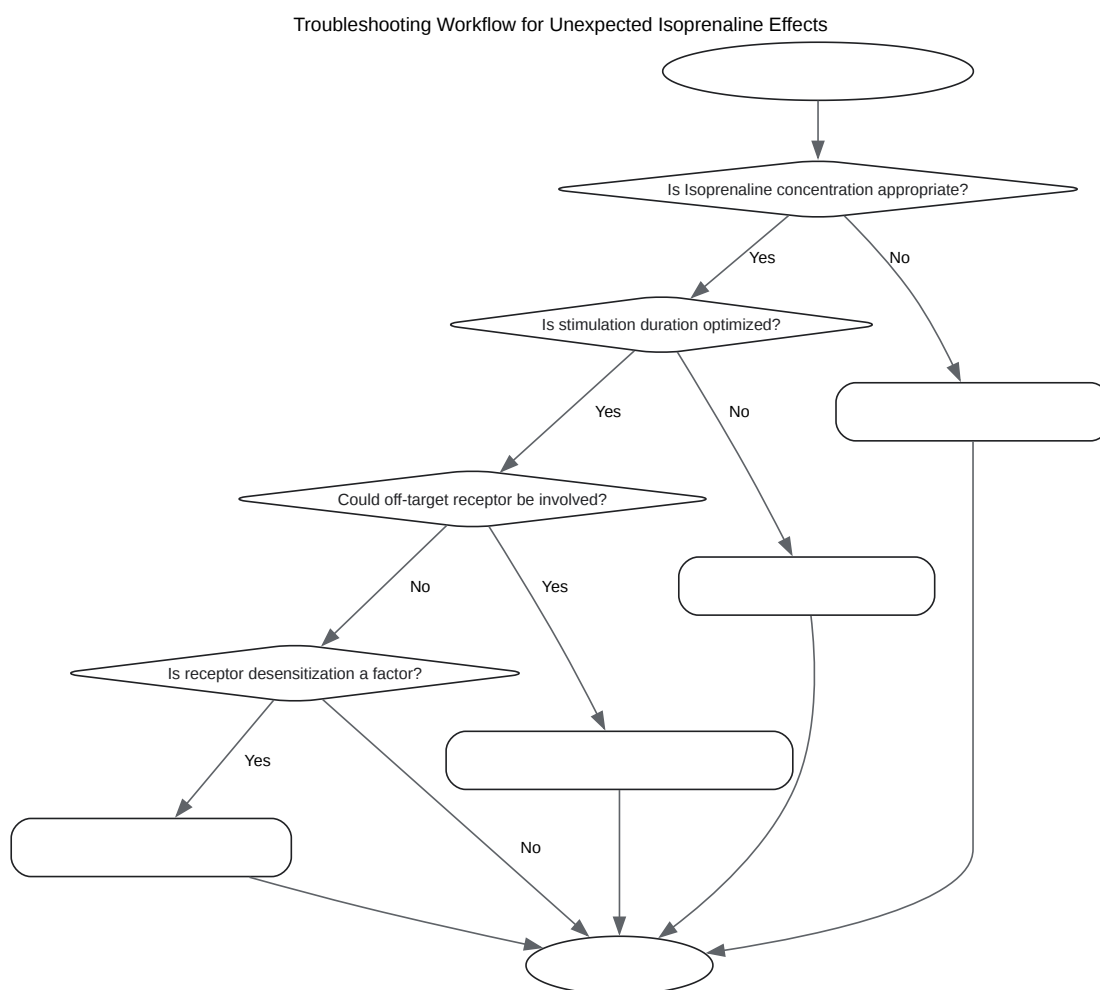 Troubleshooting Workflow for Unexpected Isoprenaline Effects
Is Isoprenaline concentration appropriate?
Yes
No
Is stimulation duration optimized?
Yes
No
Could off-target receptor be involved?
No
Yes
Is receptor desensitization a factor?
Yes
No